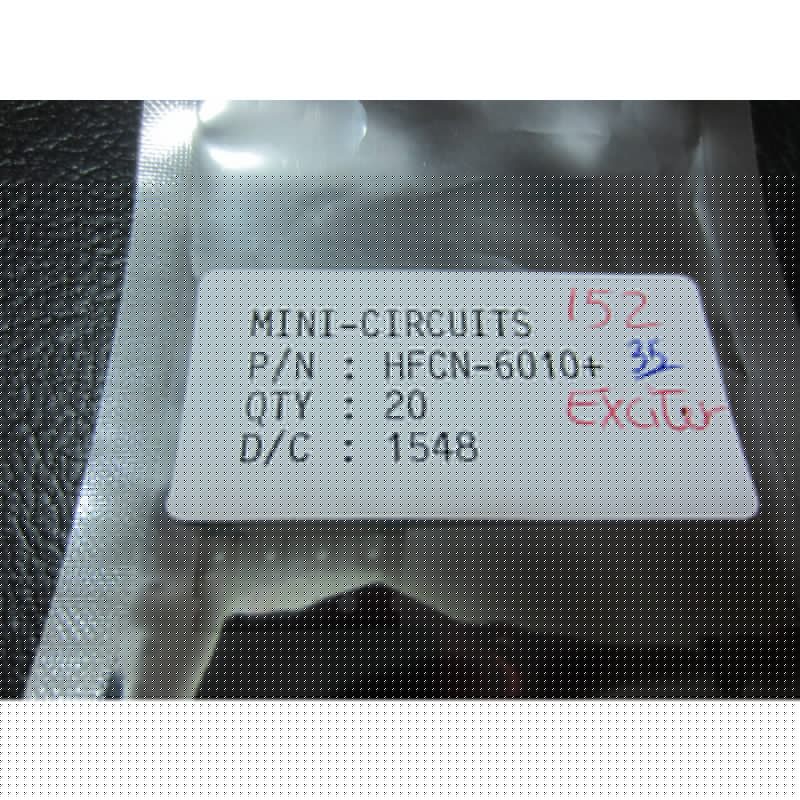 MINI-CIRCUITS 152
P/N : HFCN-6010+ 35
QTY : 20 Exciter
D/C : 1548